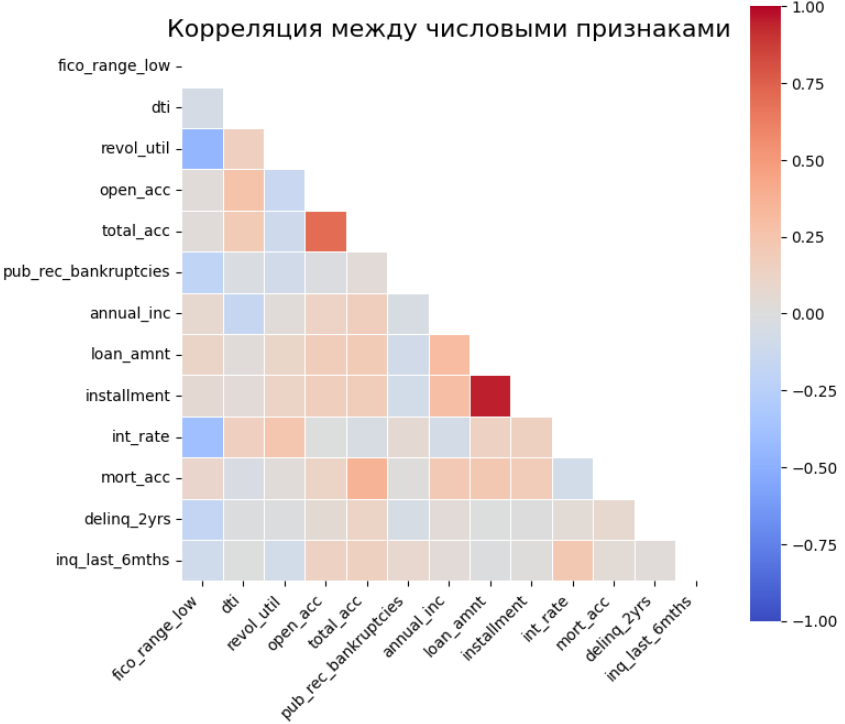 Корреляция между числовыми признаками
fico_range_low
dti
revol_util
open_acc
total_acc
pub_rec_bankruptcies
annual_inc
loan_amnt
installment
int_rate
mort_acc
delinq_2yrs
inq_last_6mths
fico_range_low
dti
revol_util
open_acc
total_acc
pub_rec_bankruptcies
annual_inc
loan_amnt
installment
int_rate
mort_acc
delinq_2yrs
inq_last_6mths
1.00
0.75
0.50
0.25
0.00
−0.25
−0.50
−0.75
−1.00